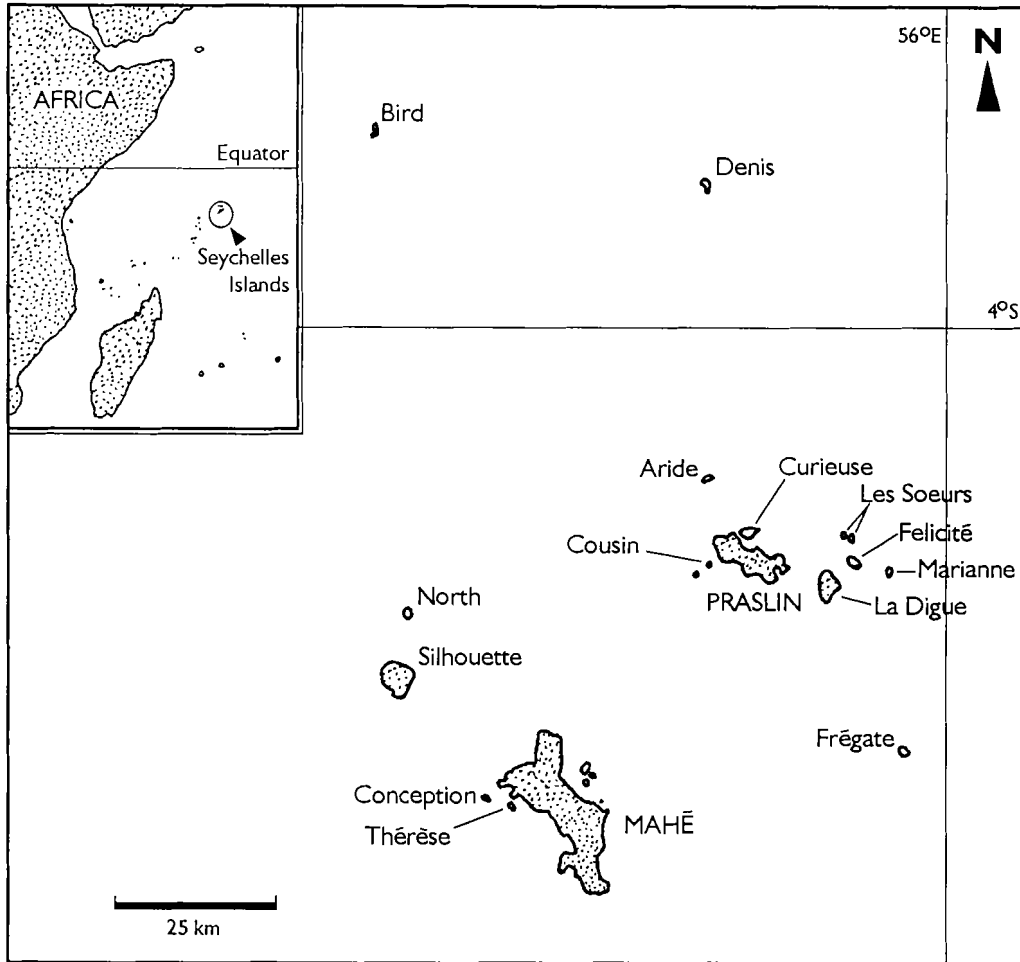 56°E
N
AFRICA
Bird
Equator
Denis
Seychelles
Islands
4°S
Aride
Curieuse
Les Soeurs
Felicité
Cousin
Marianne
PRASLIN
La Digue
North
Silhouette
Frégate
Conception
MAHÉ
Thérèse
25 km